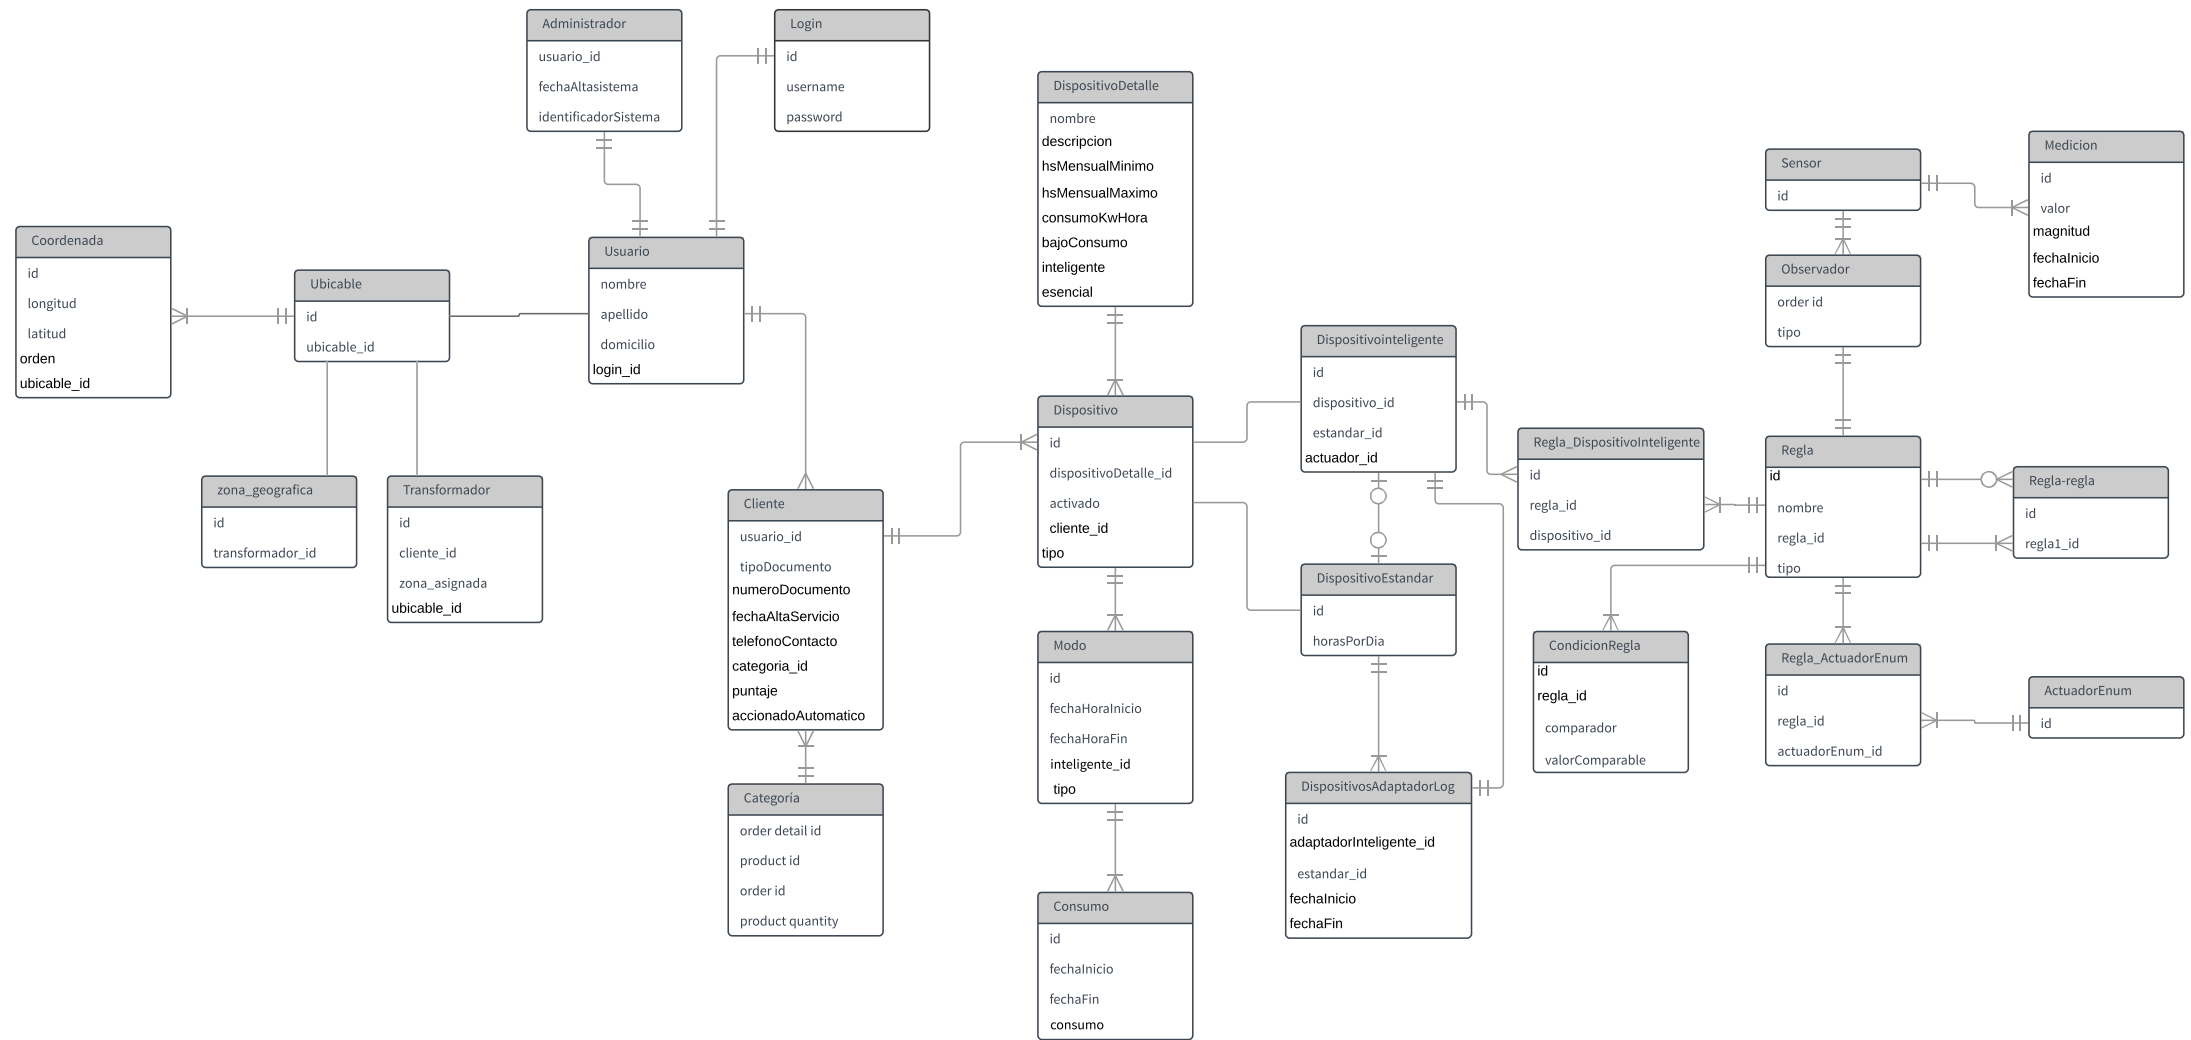 Administrador
usuario_id
fechaAltasistema
identificadorSistema
Login
id
username
password
DispositivoDetalle
nombre
descripcion
hsMensualMinimo
hsMensualMaximo
consumoKwHora
bajoConsumo
inteligente
esencial
Medicion
id
valor
magnitud
fechaInicio
fechaFin
Sensor
id
Coordenada
id
longitud
latitud
orden
ubicable_id
Ubicable
id
ubicable_id
Usuario
nombre
apellido
domicilio
login_id
Observador
order id
tipo
Dispositivointeligente
id
dispositivo_id
estandar_id
actuador_id
Dispositivo
id
dispositivoDetalle_id
activado
cliente_id
tipo
Regla_DispositivoInteligente
id
regla_id
dispositivo_id
Regla
id
nombre
regla_id
tipo
Regla-regla
id
regla1_id
zona_geografica
id
transformador_id
Transformador
id
cliente_id
zona_asignada
ubicable_id
Cliente
usuario_id
tipoDocumento
numeroDocumento
fechaAltaServicio
telefonoContacto
categoria_id
puntaje
accionadoAutomatico
DispositivoEstandar
id
horasPorDia
Modo
id
fechaHoraInicio
fechaHoraFin
inteligente_id
tipo
CondicionRegla
id
regla_id
comparador
valorComparable
Regla_ActuadorEnum
id
regla_id
actuadorEnum_id
ActuadorEnum
id
Categoría
order detail id
product id
order id
product quantity
DispositivosAdaptadorLog
id
adaptadorInteligente_id
estandar_id
fechaInicio
fechaFin
Consumo
id
fechaInicio
fechaFin
consumo